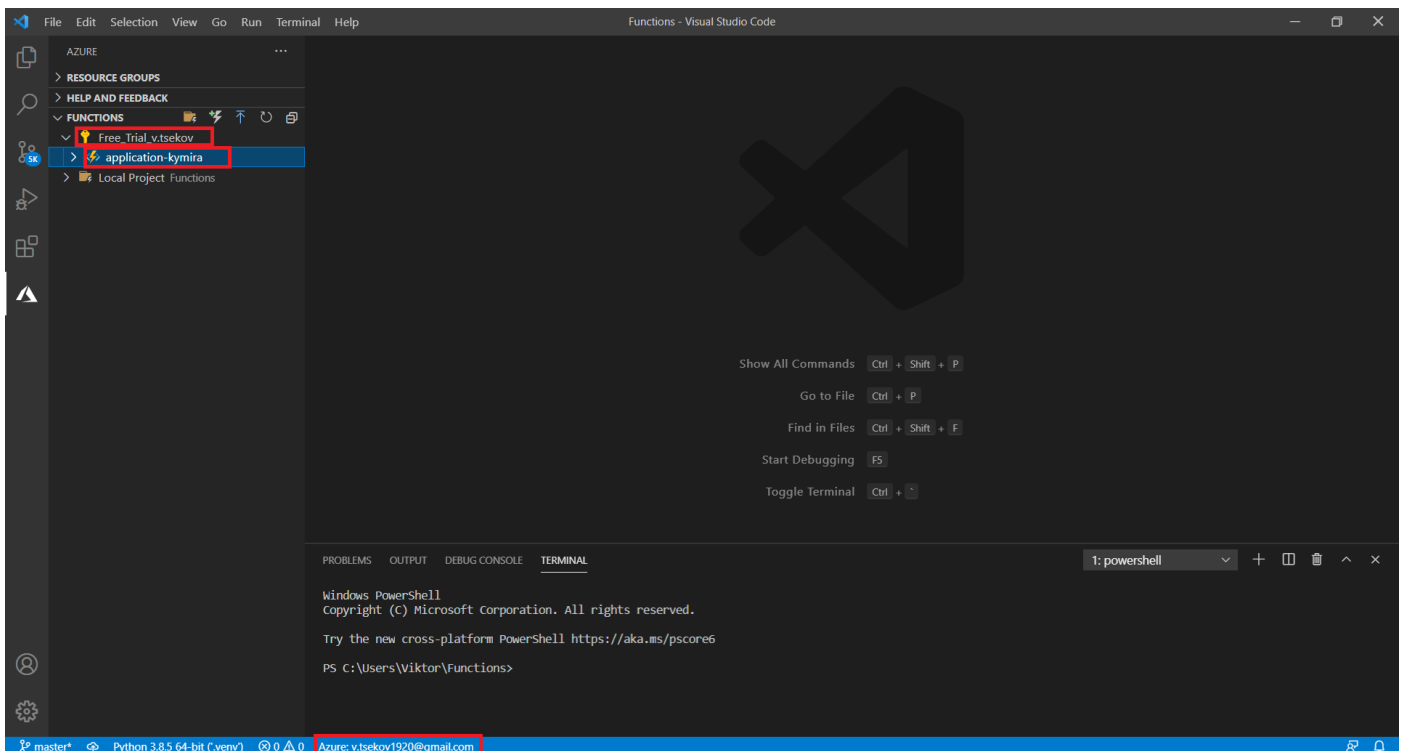 File Edit Selection View Go Run Terminal Help
Functions - Visual Studio Code
AZURE
RESOURCE GROUPS
HELP AND FEEDBACK
FUNCTIONS
Free_Trial_v.tsekov
application-kymira
Local Project Functions
5K
Show All Commands Ctrl + Shift + P
Go to File Ctrl + P
Find in Files Ctrl + Shift + F
Start Debugging F5
Toggle Terminal Ctrl + `
PROBLEMS OUTPUT DEBUG CONSOLE TERMINAL
1: powershell
Windows PowerShell
Copyright (C) Microsoft Corporation. All rights reserved.
Try the new cross-platform PowerShell https://aka.ms/pscore6
PS C:\Users\Viktor\Functions>
master* Python 3.8.5 64-bit ('.venv') 0 0 Azure: v.tsekov1920@gmail.com